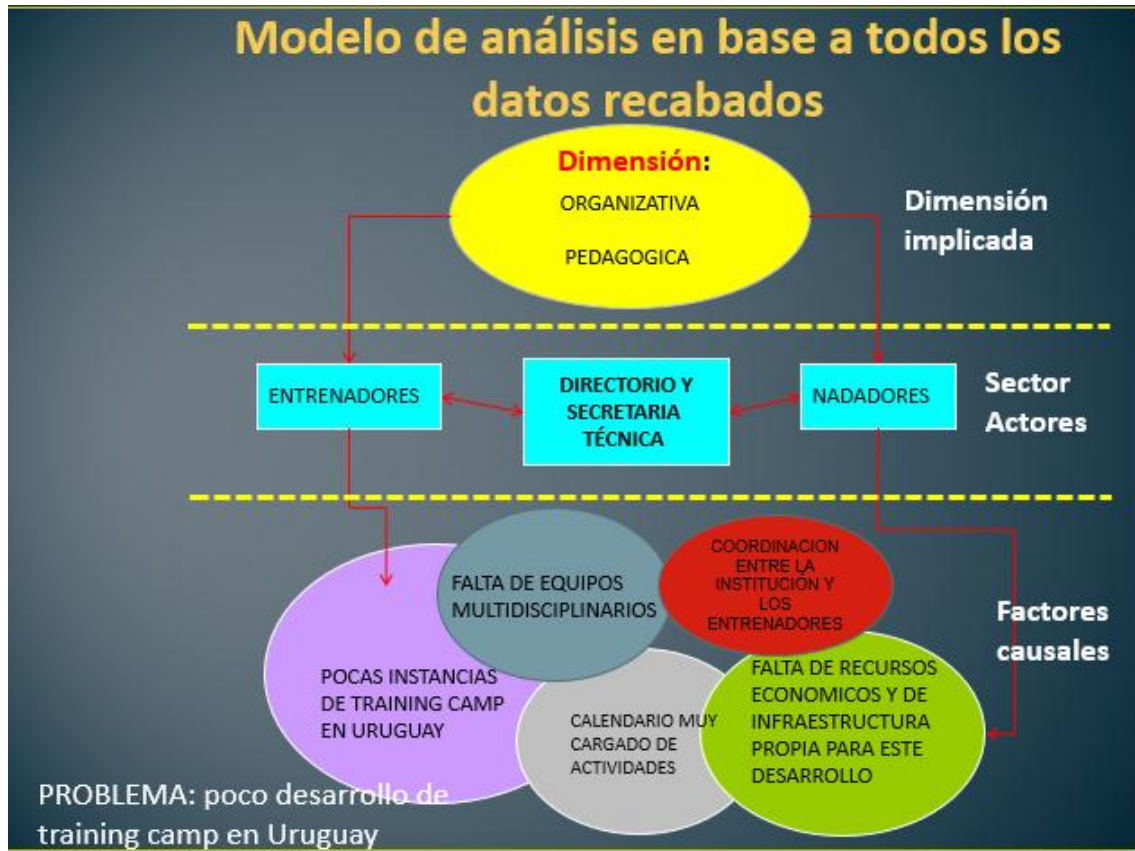 Modelo de análisis en base a todos los
datos recabados
Dimensión:
ORGANIZATIVA
PEDAGOGICA
Dimensión
implicada
ENTRENADORES
DIRECTORIO Y
SECRETARIA
TÉCNICA
NADADORES
Sector
Actores
FALTA DE EQUIPOS
MULTIDISCIPLINARIOS
COORDINACION
ENTRE LA
INSTITUCIÓN Y
LOS
ENTRENADORES
Factores
causales
POCAS INSTANCIAS
DE TRAINING CAMP
EN URUGUAY
CALENDARIO MUY
CARGADO DE
ACTIVIDADES
FALTA DE RECURSOS
ECONOMICOS Y DE
INFRAESTRUCTURA
PROPIA PARA ESTE
DESARROLLO
PROBLEMA: poco desarrollo de
training camp en Uruguay